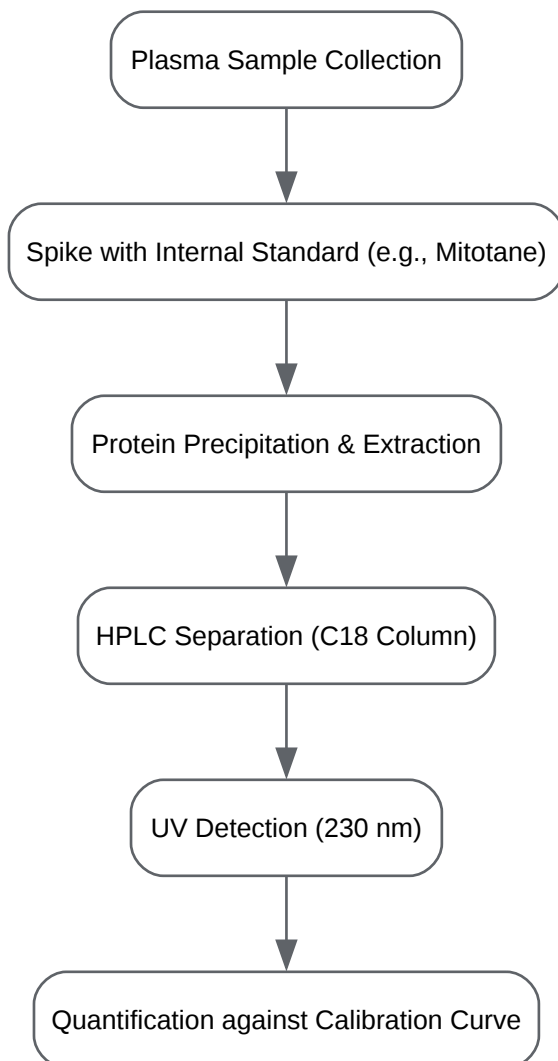 Plasma Sample Collection
Spike with Internal Standard (e.g., Mitotane)
Protein Precipitation & Extraction
HPLC Separation (C18 Column)
UV Detection (230 nm)
Quantification against Calibration Curve